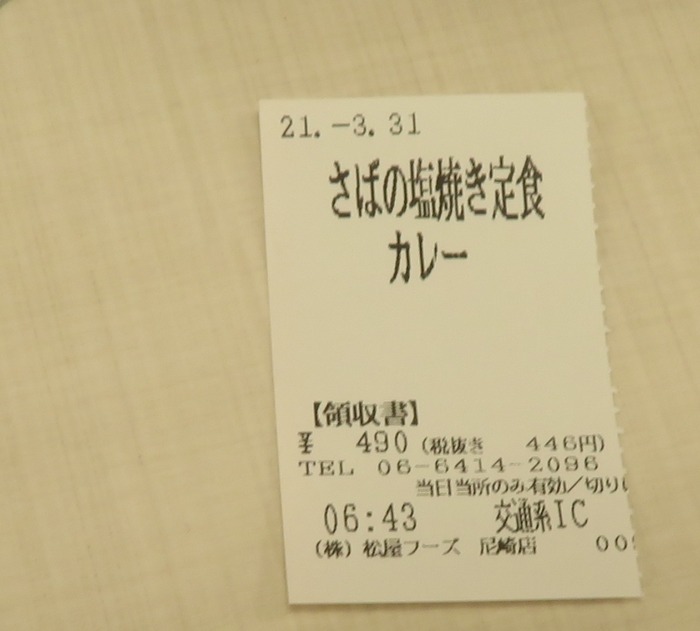 21.-3.31
さばの塩焼き定食
カレー
【領収書】
¥ 490(税抜き 446円)
TEL 06-6414-2096
当日当所のみ有効/切り
06:43 交通系IC
(株)松屋フーズ 尼崎店 00